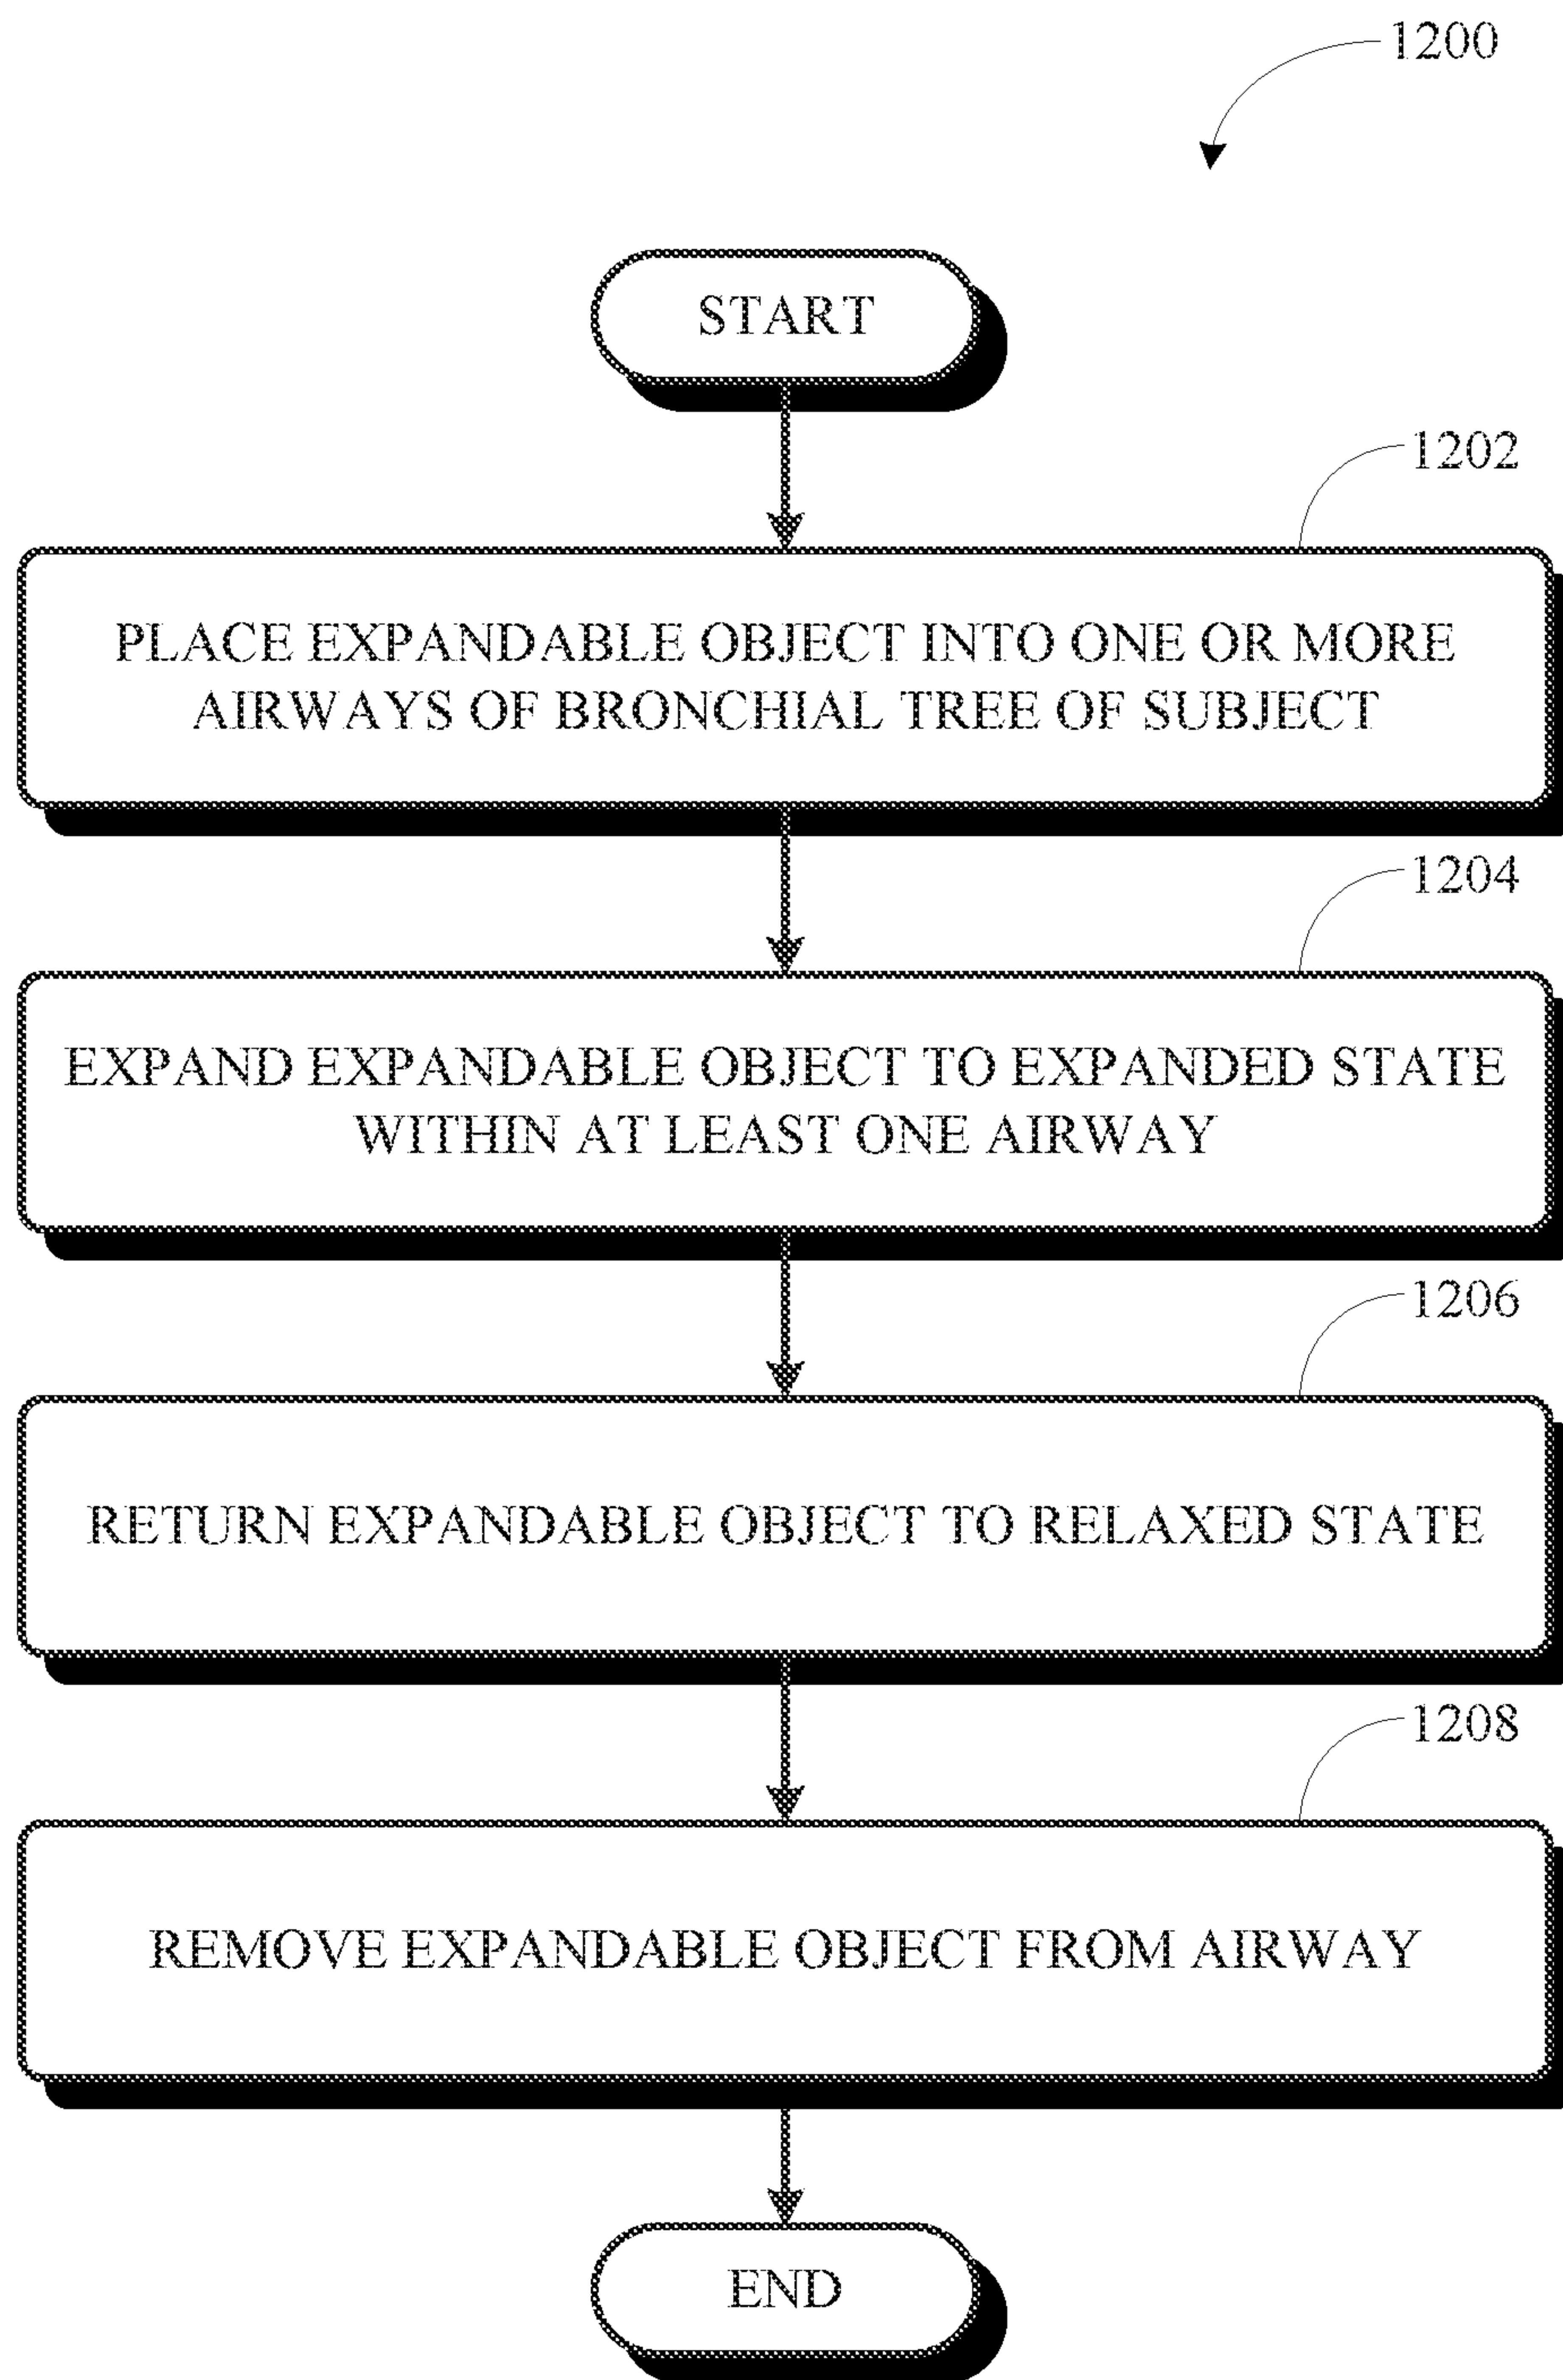 1200
START
1202
PLACE EXPANDABLE OBJECT INTO ONE OR MORE
AIRWAYS OF BRONCHIAL TREE OF SUBJECT
1204
EXPAND EXPANDABLE OBJECT TO EXPANDED STATE
WITHIN AT LEAST ONE AIRWAY
1206
RETURN EXPANDABLE OBJECT TO RELAXED STATE
1208
REMOVE EXPANDABLE OBJECT FROM AIRWAY
END